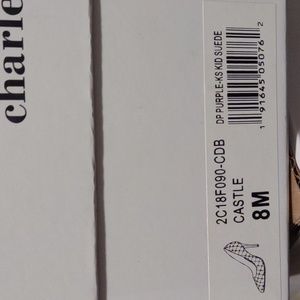 charle
DP PURPLE-KS KID SUEDE
1 91645 05076 2
2C18F090-CDB
CASTLE
8M